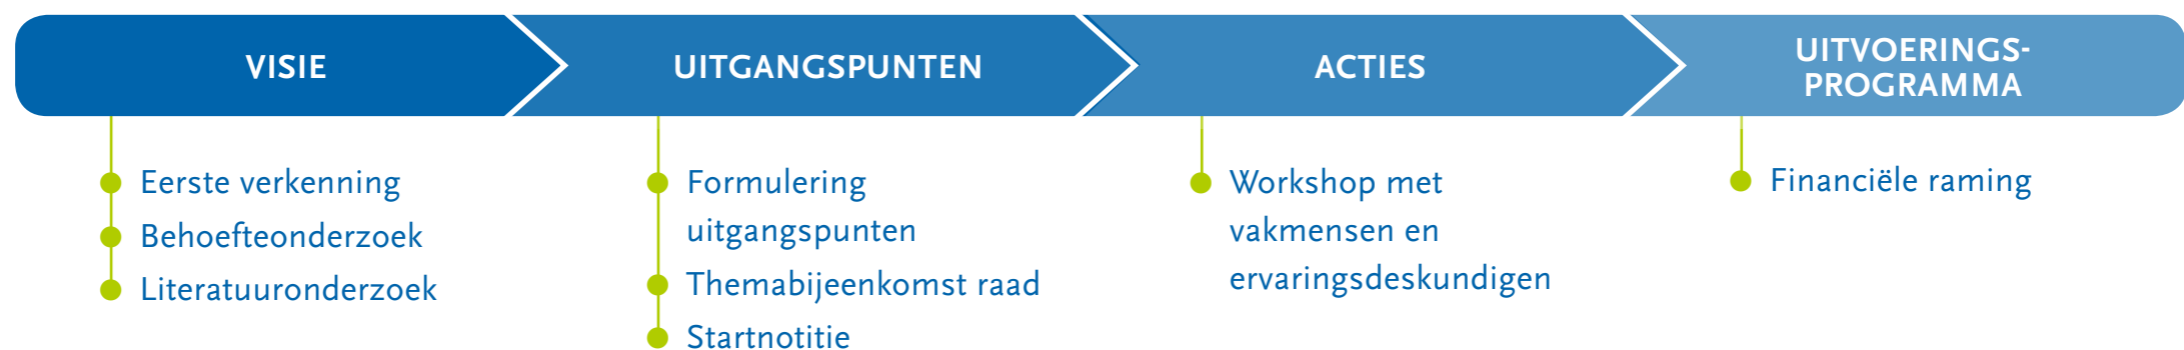 VISIE
Eerste verkenning
Behoefteonderzoek
Literatuuronderzoek
UITGANGSPUNTEN
Formulering
uitgangspunten
Themabijeenkomst raad
Startnotitie
ACTIES
Workshop met
vakmensen en
ervaringsdeskundigen
UITVOERINGS-
PROGRAMMA
Financiële raming